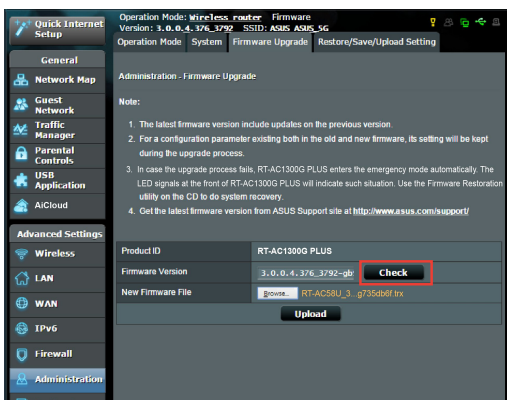 Quick Internet
Setup
Operation Mode: Wireless router Firmware
Version: 3.0.0.4.376_3792 SSID: ASUS ASUS_5G
Operation Mode System Firmware Upgrade Restore/Save/Upload Setting
General
Network Map
Guest
Network
Traffic
Manager
Parental
Controls
USB
Application
AiCloud
Advanced Settings
Wireless
LAN
WAN
IPv6
Firewall
Administration
Administration - Firmware Upgrade
Note:
1. The latest firmware version include updates on the previous version.
2. For a configuration parameter existing both in the old and new firmware, its setting will be kept
during the upgrade process.
3. In case the upgrade process fails, RT-AC1300G PLUS enters the emergency mode automatically. The
LED signals at the front of RT-AC1300G PLUS will indicate such situation. Use the Firmware Restoration
utility on the CD to do system recovery.
4. Get the latest firmware version from ASUS Support site at http://www.asus.com/support/
Product ID RT-AC1300G PLUS
Firmware Version 3.0.0.4.376_3792-gb Check
New Firmware File Browse... RT-AC58U_3...g735db6f.trx
Upload